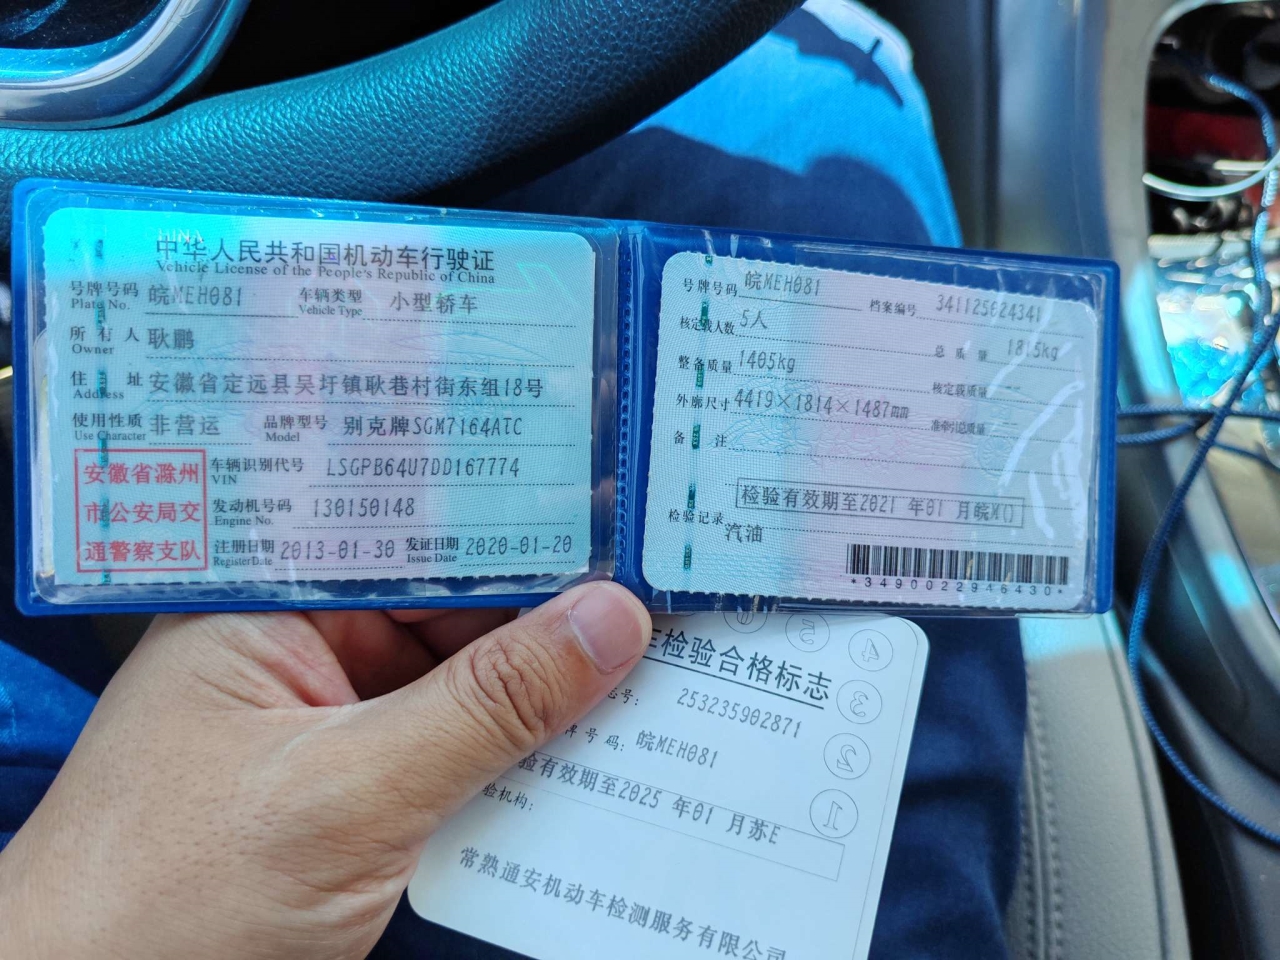 中华人民共和国机动车行驶证
Vehicle License of the People's Republic of China
号牌号码 皖MEH081 车辆类型 小型轿车
Plate No. Vehicle Type
所有人 耿鹏
Owner
住址 安徽省定远县吴圩镇耿巷村街东组18号
Address
使用性质 非营运 品牌型号 别克牌SGM7164ATC
Use Character Model
安徽省滁州
市公安局交
通警察支队
车辆识别代号 LSGPB64U7DD167774
VIN
发动机号码 130150148
Engine No.
注册日期 2013-01-30 发证日期 2020-01-20
Register Date Issue Date
号牌号码 皖MEH081 档案编号 341125624341
核定载人数 5人 总质量 1815kg
整备质量 1405kg 核定载质量 --
外廓尺寸 4419×1814×1487mm 准牵引总质量 --
备注
检验有效期至2021 年01 月皖M()
检验记录
汽油
*3490022946430*
车检验合格标志
志号: 253235902871
牌号码: 皖MEH081
验有效期至2025 年01 月苏E
验机构:
常熟通安机动车检测服务有限公司
6
5
4
3
2
1